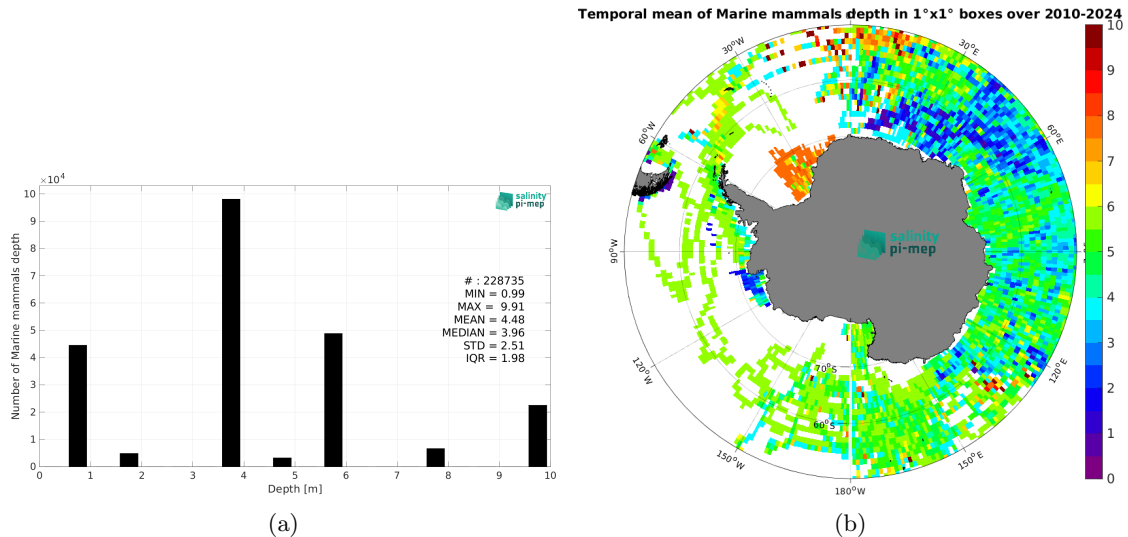 ×10⁴
10
9
8
7
6
5
4
3
2
1
0
Number of Marine mammals depth
salinity
pi-mep
# : 228735
MIN = 0.99
MAX = 9.91
MEAN = 4.48
MEDIAN = 3.96
STD = 2.51
IQR = 1.98
0 1 2 3 4 5 6 7 8 9 10
Depth [m]
(a)
Temporal mean of Marine mammals depth in 1°x1° boxes over 2010-2024
30°W
30°E
60°W
60°E
90°W
salinity
pi-mep
120°W
120°E
70°S
60°S
150°W
150°E
180°W
10
9
8
7
6
5
4
3
2
1
0
(b)